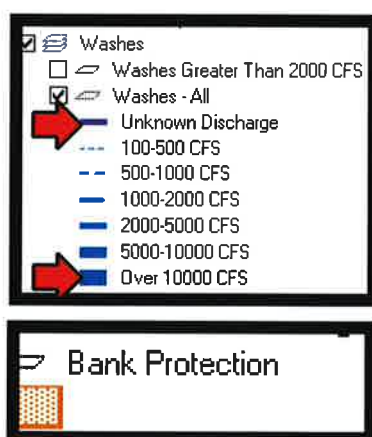 Washes
Washes Greater Than 2000 CFS
Washes - All
Unknown Discharge
100-500 CFS
500-1000 CFS
1000-2000 CFS
2000-5000 CFS
5000-10000 CFS
Over 10000 CFS
Bank Protection